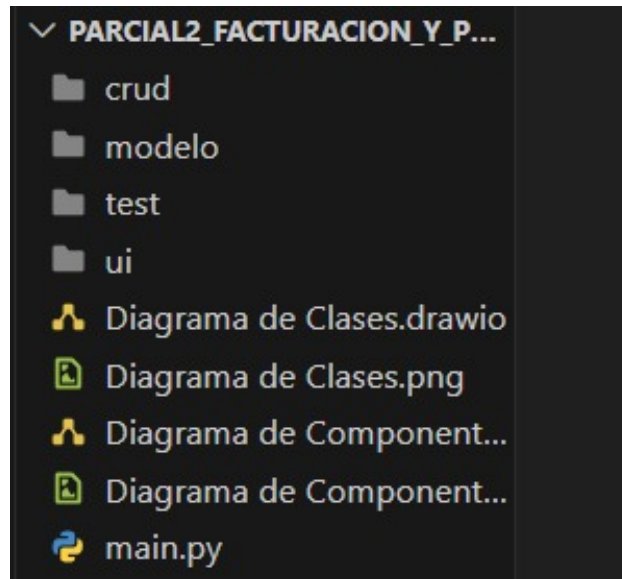 PARCIAL2_FACTURACION_Y_P...
crud
modelo
test
ui
Diagrama de Clases.drawio
Diagrama de Clases.png
Diagrama de Component...
Diagrama de Component...
main.py